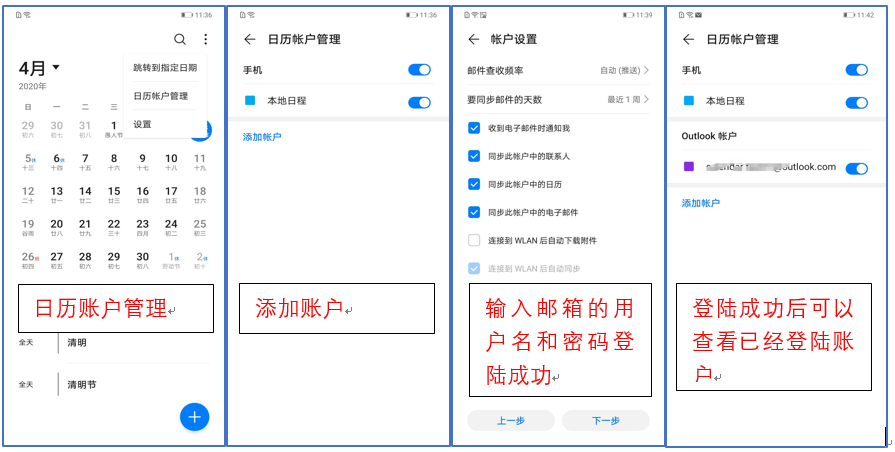 11:36
4月
2020年
跳转到指定日期
日历帐户管理
设置
日 一 二 三
29 30 31 1
初六 初七 初八 愚人节
5休 6休 7 8 9 10 11
十三 十四 十五 十六 十七 十八 十九
12 13 14 15 16 17 18
二十 廿一 廿二 廿三 廿四 廿五 廿六
19 20 21 22 23 24 25
谷雨 廿八 廿九 三十 四月 初二 初三
26班 27 28 29 30 1休 2休
初四 初五 初六 初七 初八 劳动节 初十
日历账户管理
全天 清明
全天 清明节
11:36
日历帐户管理
手机
本地日程
添加帐户
添加账户
11:39
帐户设置
邮件查收频率 自动 (推送)
要同步邮件的天数 最近 1 周
收到电子邮件时通知我
同步此帐户中的联系人
同步此帐户中的日历
同步此帐户中的电子邮件
连接到 WLAN 后自动下载附件
连接到 WLAN 后自动同步
输入邮箱的用
户名和密码登
陆成功
上一步 下一步
11:42
日历帐户管理
手机
本地日程
Outlook 帐户
@outlook.com
添加帐户
登陆成功后可以
查看已经登陆账
户